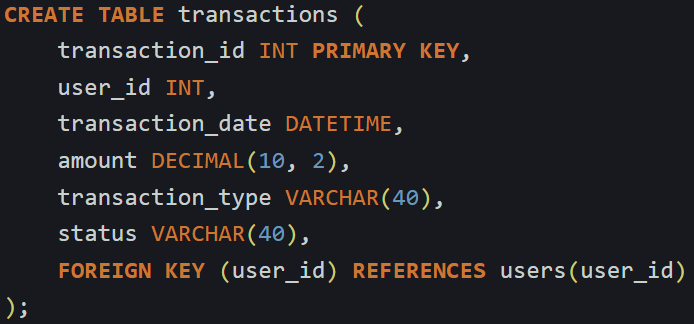 CREATE TABLE transactions (
    transaction_id INT PRIMARY KEY,
    user_id INT,
    transaction_date DATETIME,
    amount DECIMAL(10, 2),
    transaction_type VARCHAR(40),
    status VARCHAR(40),
    FOREIGN KEY (user_id) REFERENCES users(user_id)
);